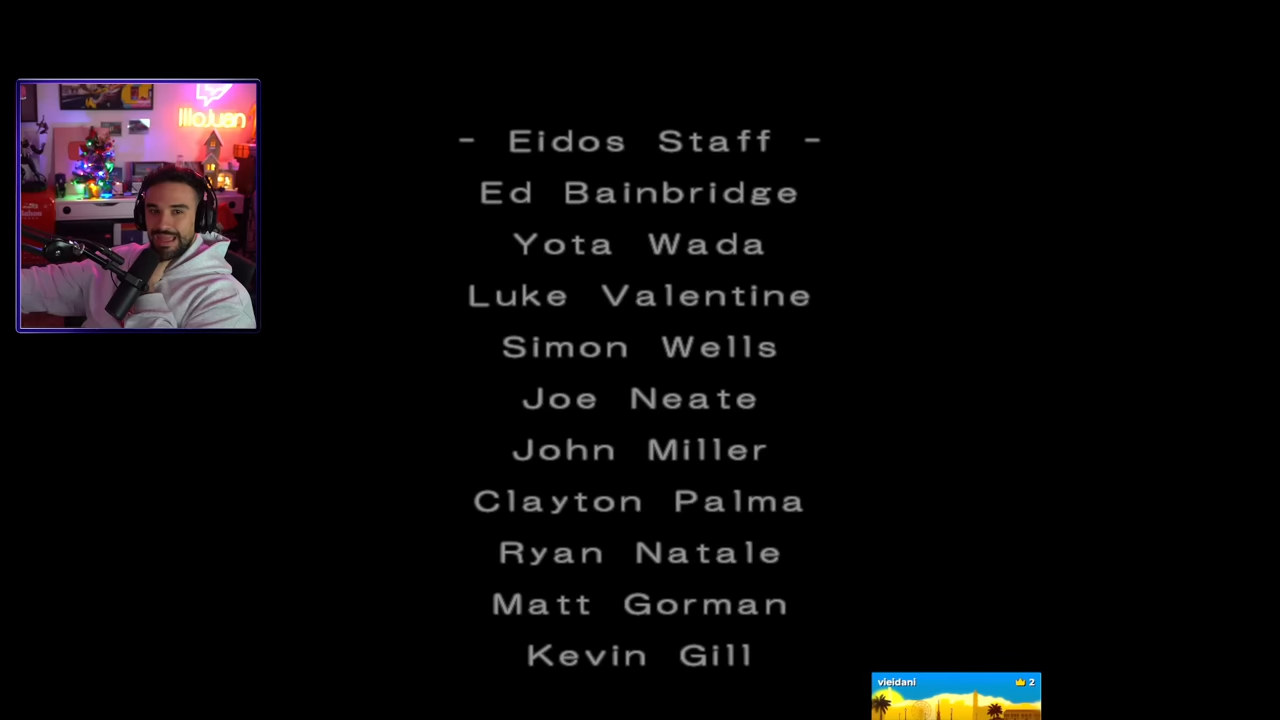 IlloJuan
- Eidos Staff -
Ed Bainbridge
Yota Wada
Luke Valentine
Simon Wells
Joe Neate
John Miller
Clayton Palma
Ryan Natale
Matt Gorman
Kevin Gill
vieidani
2